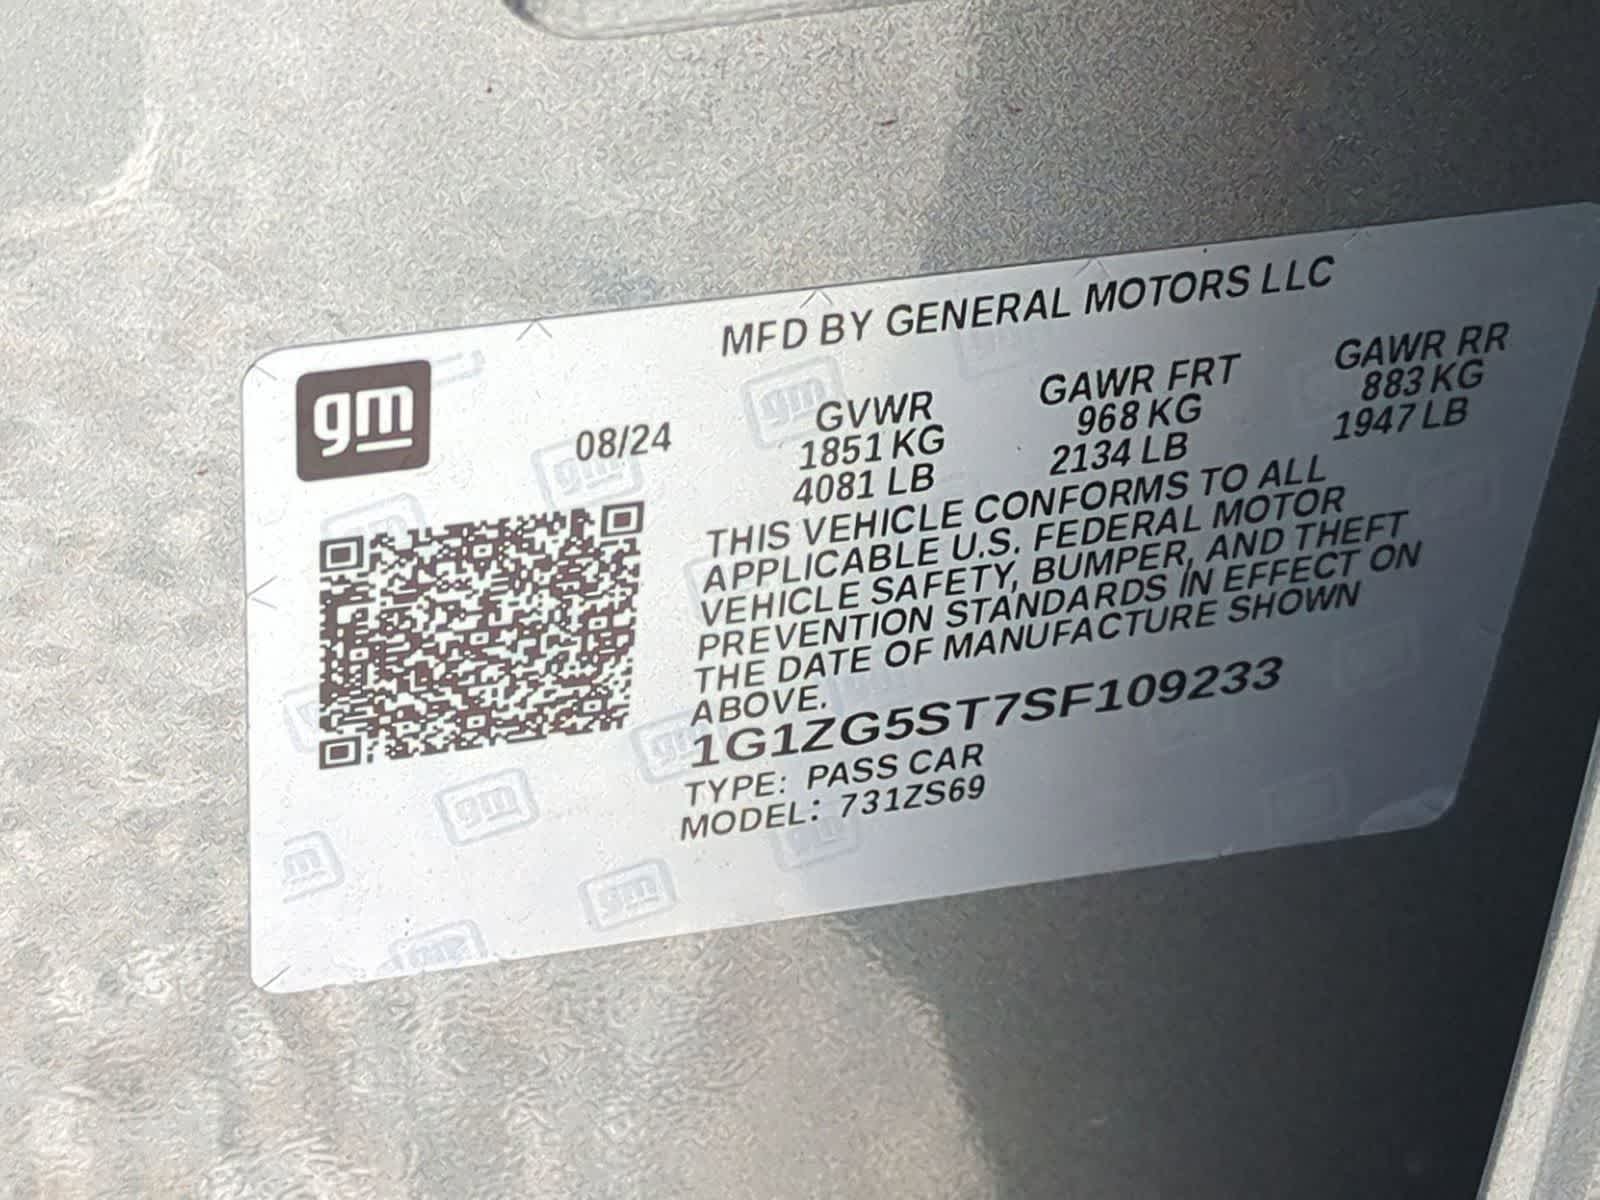 MFD BY GENERAL MOTORS LLC
gm
08/24
GVWR GAWR FRT GAWR RR
1851 KG 968 KG 883 KG
4081 LB 2134 LB 1947 LB
THIS VEHICLE CONFORMS TO ALL
APPLICABLE U.S. FEDERAL MOTOR
VEHICLE SAFETY, BUMPER, AND THEFT
PREVENTION STANDARDS IN EFFECT ON
THE DATE OF MANUFACTURE SHOWN
ABOVE.
1G1ZG5ST7SF109233
TYPE: PASS CAR
MODEL: 731ZS69